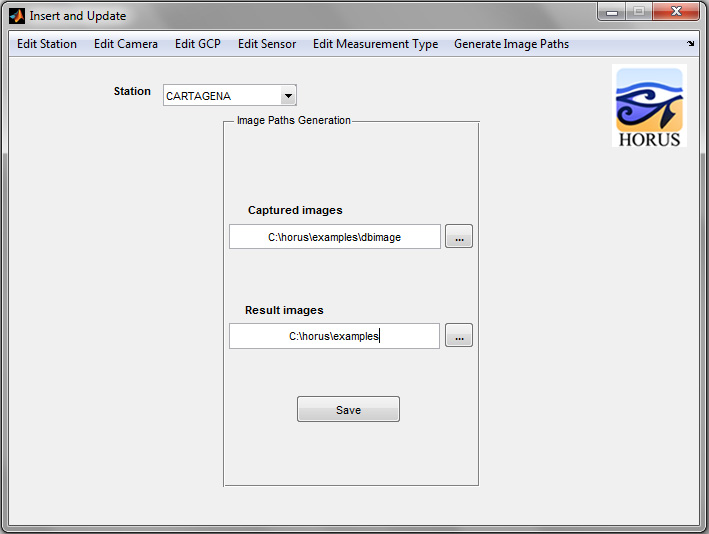 Insert and Update
Edit Station Edit Camera Edit GCP Edit Sensor Edit Measurement Type Generate Image Paths
Station CARTAGENA
HORUS
Image Paths Generation
Captured images
C:\horus\examples\dbimage ...
Result images
C:\horus\examples ...
Save